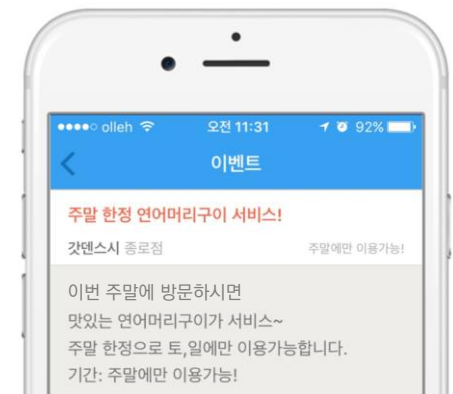 olleh 오전 11:31 92%
이벤트
주말 한정 연어머리구이 서비스!
갓덴스시 종로점 주말에만 이용가능!
이번 주말에 방문하시면
맛있는 연어머리구이가 서비스~
주말 한정으로 토,일에만 이용가능합니다.
기간: 주말에만 이용가능!